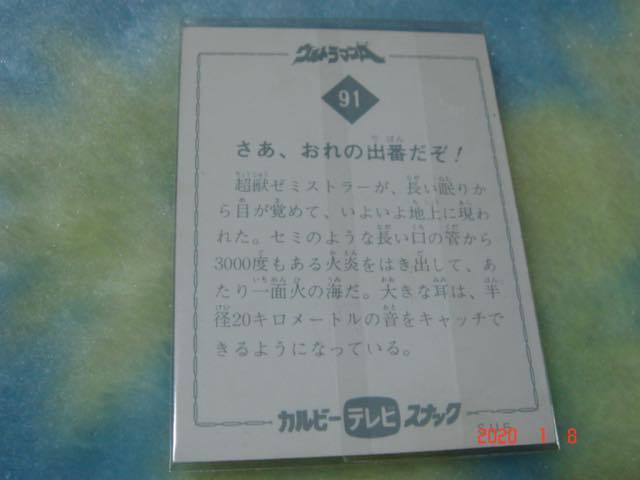 ウルトラマンA
91
さあ、おれの出番だぞ!
超獣ゼミストラーが、長い眠りか
ら目が覚めて、いよいよ地上に現わ
れた。セミのような長い口の管から
3000度もある火炎をはき出して、あ
たり一面火の海だ。大きな耳は、半
径20キロメートルの音をキャッチで
きるようになっている。
カルビー テレビ スナック
2020 1 8